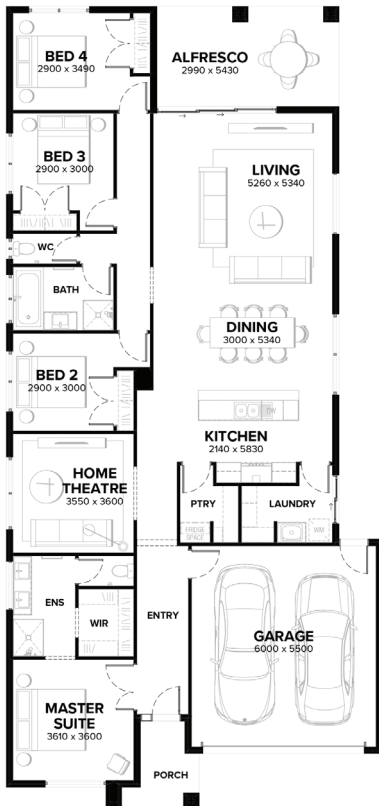 BED 4
2900 x 3490
ALFRESCO
2990 x 5430
BED 3
2900 x 3000
LIVING
5260 x 5340
WC
BATH
DINING
3000 x 5340
BED 2
2900 x 3000
DW
KITCHEN
2140 x 5830
HOME
THEATRE
3550 x 3600
PTRY
LAUNDRY
FRIDGE
SPACE
WM
ENS
WIR
ENTRY
GARAGE
6000 x 5500
MASTER
SUITE
3610 x 3600
PORCH